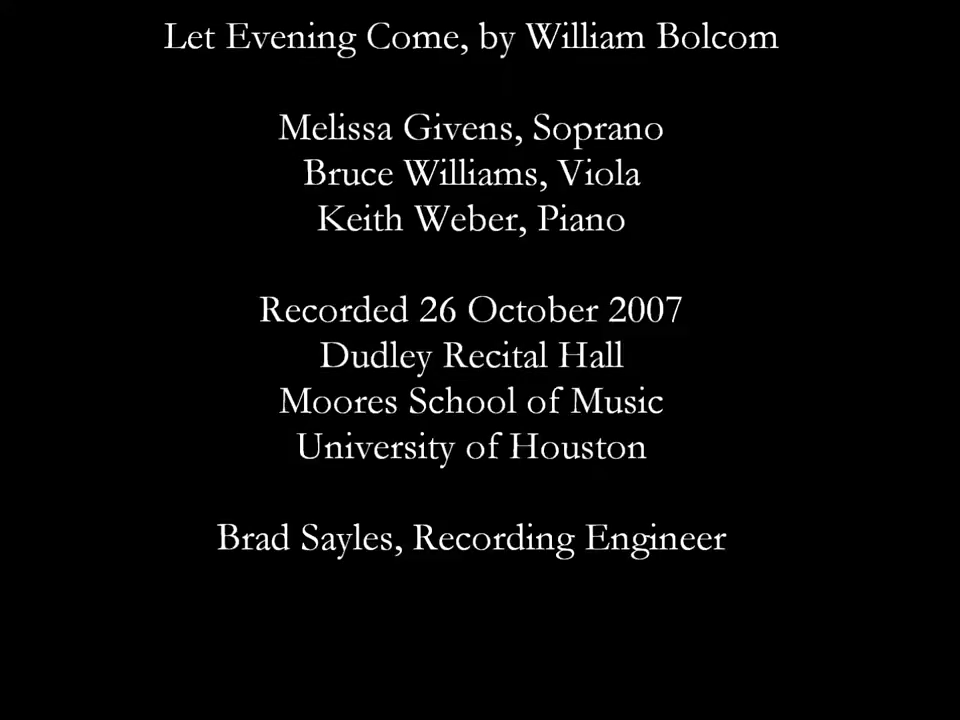 Let Evening Come, by William Bolcom
Melissa Givens, Soprano
Bruce Williams, Viola
Keith Weber, Piano
Recorded 26 October 2007
Dudley Recital Hall
Moores School of Music
University of Houston
Brad Sayles, Recording Engineer